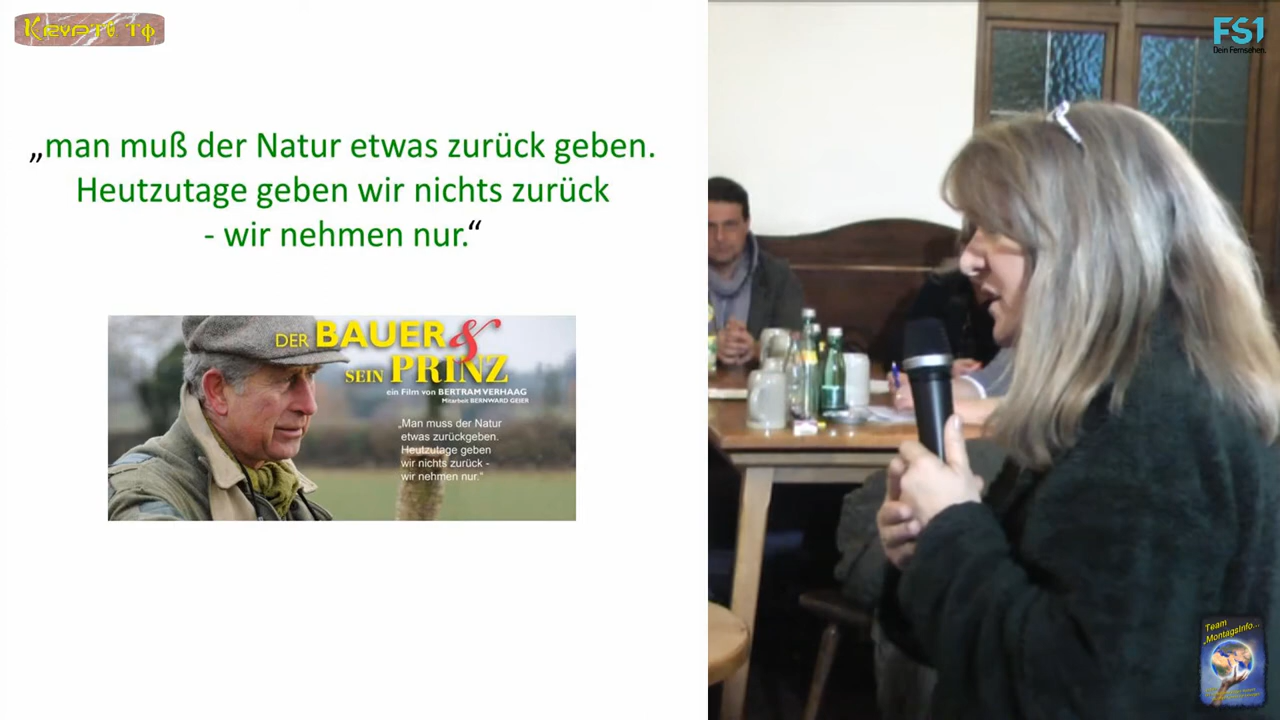 Krypti TV
„man muß der Natur etwas zurück geben.
Heutzutage geben wir nichts zurück
- wir nehmen nur.“
DER BAUER &
SEIN PRINZ
ein Film von BERTRAM VERHAAG
Mitarbeit BERNWARD GEIER
„Man muss der Natur
etwas zurückgeben.
Heutzutage geben
wir nichts zurück -
wir nehmen nur.“
FS1
Dein Fernsehen.
Team
„MontagsInfo...